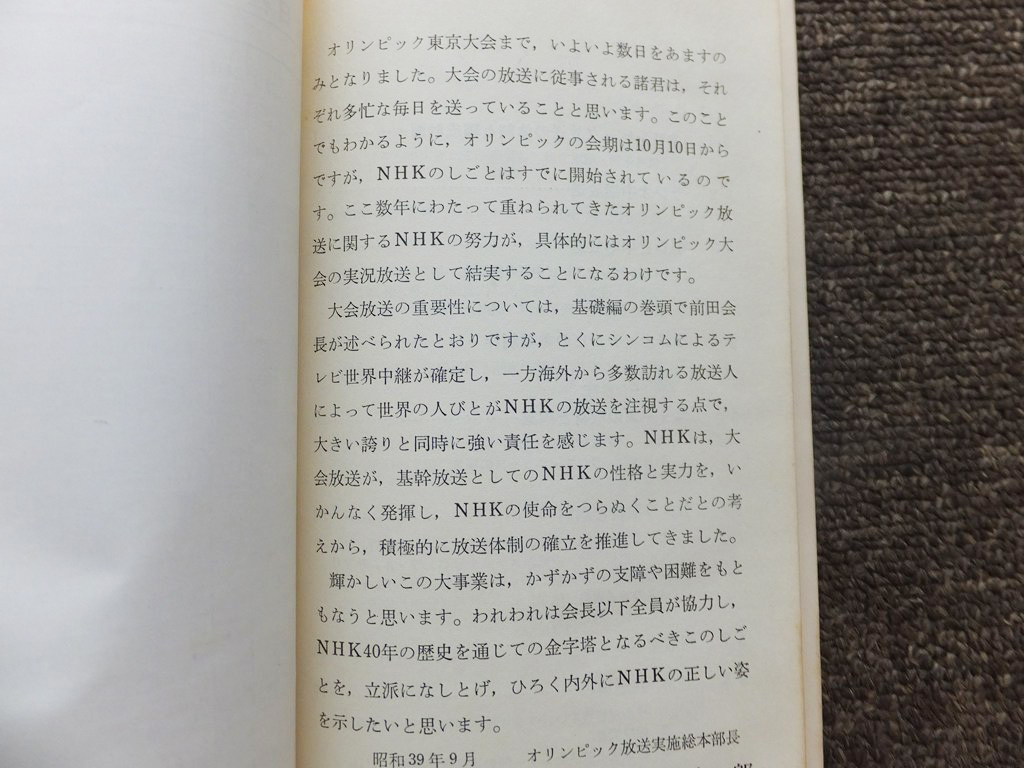 オリンピック東京大会まで，いよいよ数日をあますの
みとなりました。大会の放送に従事される諸君は，それ
ぞれ多忙な毎日を送っていることと思います。このこと
でもわかるように，オリンピックの会期は10月10日から
ですが，NHKのしごとはすでに開始されているので
す。ここ数年にわたって重ねられてきたオリンピック放
送に関するNHKの努力が，具体的にはオリンピック大
会の実況放送として結実することになるわけです。
大会放送の重要性については，基礎編の巻頭で前田会
長が述べられたとおりですが，とくにシンコムによるテ
レビ世界中継が確定し，一方海外から多数訪れる放送人
によって世界の人びとがNHKの放送を注視する点で，
大きい誇りと同時に強い責任を感じます。NHKは，大
会放送が，基幹放送としてのNHKの性格と実力を，い
かんなく発揮し，NHKの使命をつらぬくことだとの考
えから，積極的に放送体制の確立を推進してきました。
輝かしいこの大事業は，かずかずの支障や困難をもと
もなうと思います。われわれは会長以下全員が協力し，
NHK40年の歴史を通じての金字塔となるべきこのしご
とを，立派になしとげ，ひろく内外にNHKの正しい姿
を示したいと思います。
昭和39年9月 オリンピック放送実施総本部長